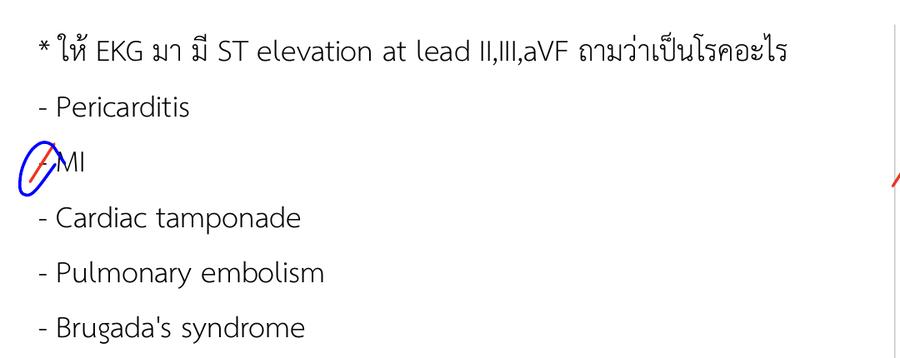 * ให้ EKG มา มี ST elevation at lead II,III,aVF ถามว่าเป็นโรคอะไร
- Pericarditis
- MI
- Cardiac tamponade
- Pulmonary embolism
- Brugada's syndrome